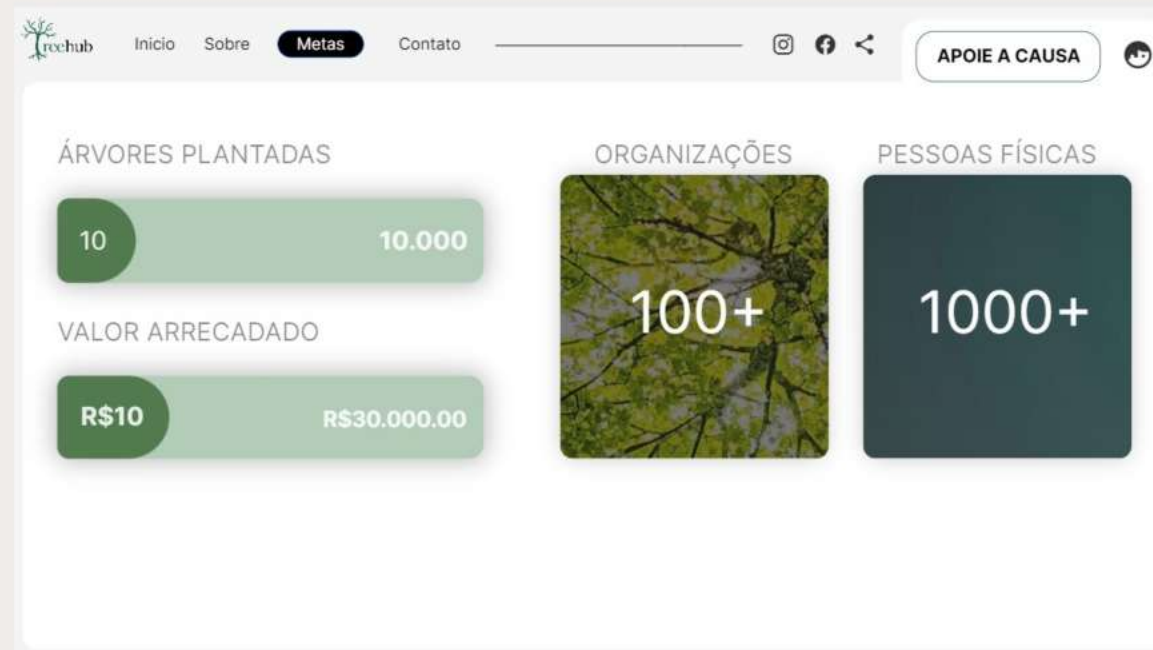 Treehub
Inicio Sobre Metas Contato APOIE A CAUSA
ÁRVORES PLANTADAS
10 10.000
VALOR ARRECADADO
R$10 R$30.000.00
ORGANIZAÇÕES
100+
PESSOAS FÍSICAS
1000+